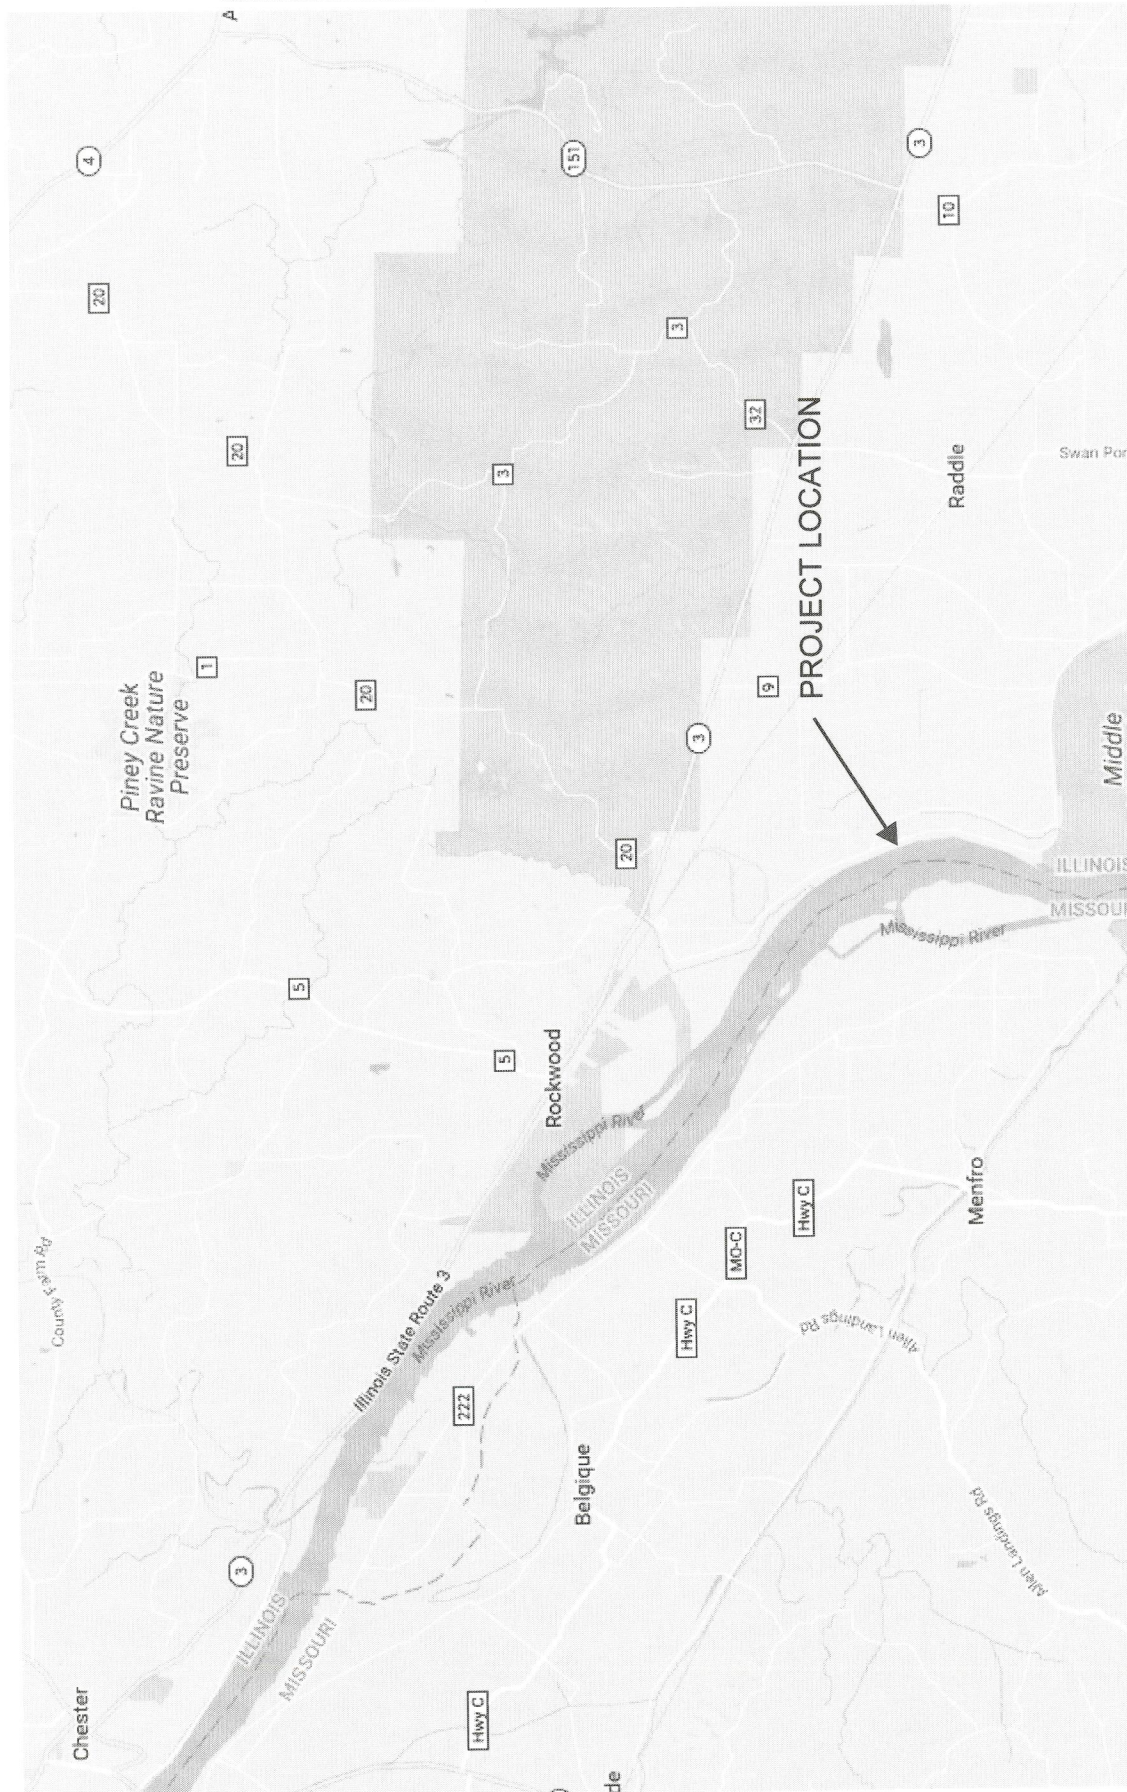 Chester
County Farm Rd
20
4
Piney Creek
Ravine Nature
Preserve
1
20
A
3
ILLINOIS
MISSOURI
5
20
Illinois State Route 3
Mississippi River
222
Hwy C
5
3
151
Rockwood
Mississippi River
ILLINOIS
MISSOURI
Belgique
de
20
3
Hwy C
MO-C
3
9
32
Hwy C
PROJECT LOCATION
Allen Landings Rd
Mississippi River
3
10
Raddle
Menfro
Allen Landings Rd
ILLINOIS
MISSOURI
Swan Pon
Middle